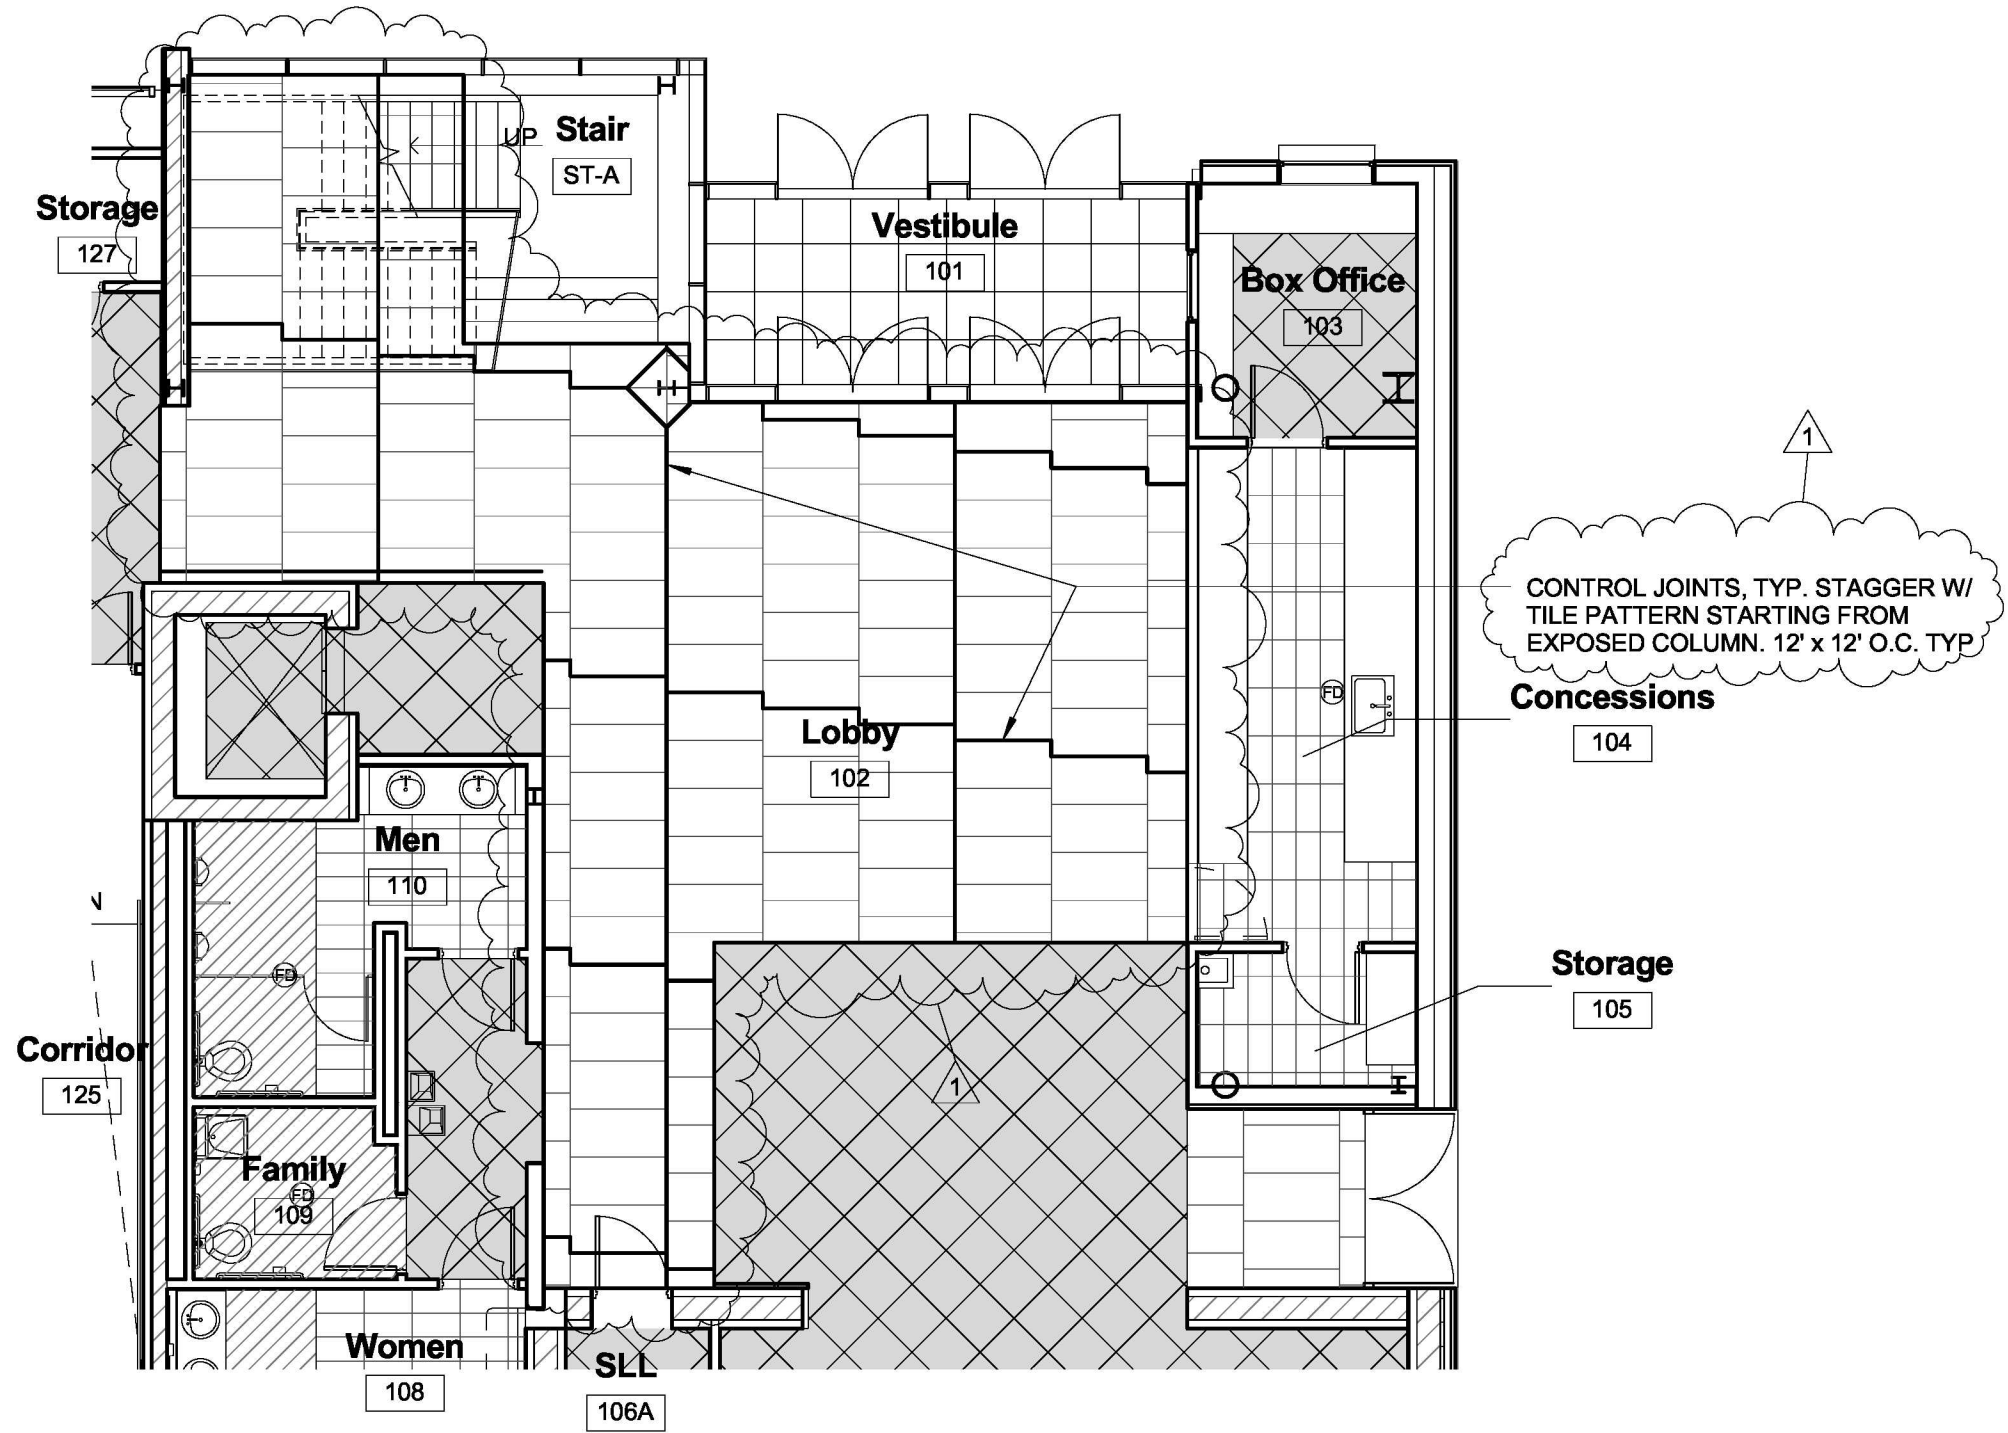 UP
Stair
ST-A
Storage
127
Vestibule
101
Box Office
103
1
CONTROL JOINTS, TYP. STAGGER W/
TILE PATTERN STARTING FROM
EXPOSED COLUMN. 12' x 12' O.C. TYP
FD
Concessions
104
Lobby
102
Men
110
N
FD
Storage
105
Corridor
125
1
Family
FD
109
Women
108
SLL
106A